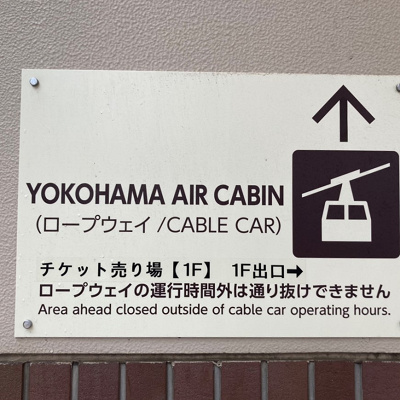 YOKOHAMA AIR CABIN
(ロープウェイ /CABLE CAR)
チケット売り場【1F】 1F出口➡
ロープウェイの運行時間外は通り抜けできません
Area ahead closed outside of cable car operating hours.